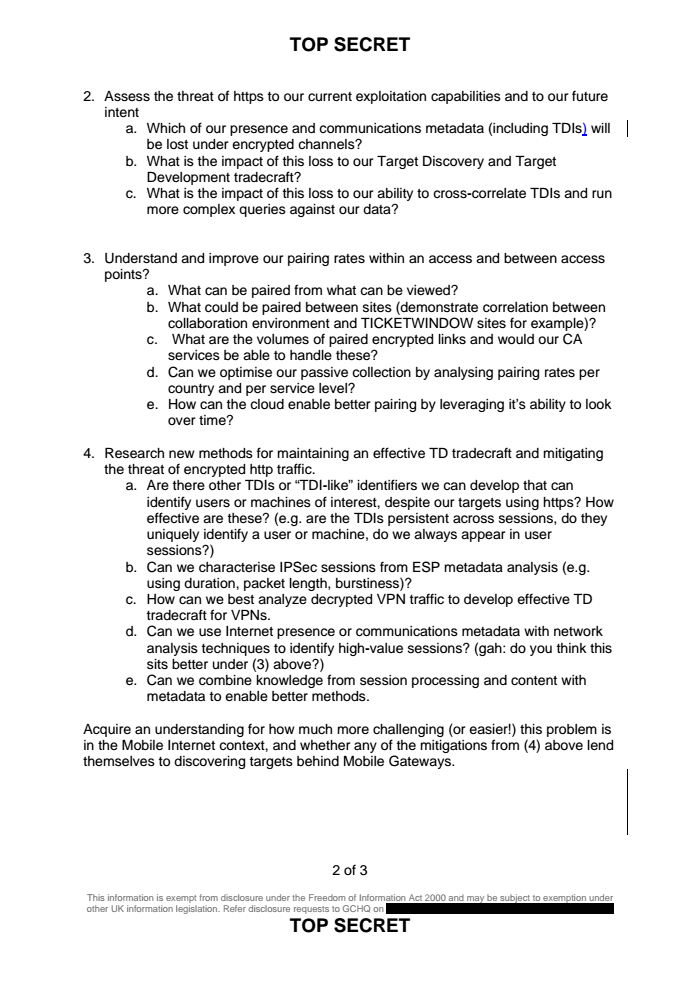 TOP SECRET
2. Assess the threat of https to our current exploitation capabilities and to our future
intent
a. Which of our presence and communications metadata (including TDIs) will
be lost under encrypted channels?
b. What is the impact of this loss to our Target Discovery and Target
Development tradecraft?
c. What is the impact of this loss to our ability to cross-correlate TDIs and run
more complex queries against our data?
3. Understand and improve our pairing rates within an access and between access
points?
a. What can be paired from what can be viewed?
b. What could be paired between sites (demonstrate correlation between
collaboration environment and TICKETWINDOW sites for example)?
c. What are the volumes of paired encrypted links and would our CA
services be able to handle these?
d. Can we optimise our passive collection by analysing pairing rates per
country and per service level?
e. How can the cloud enable better pairing by leveraging it's ability to look
over time?
4. Research new methods for maintaining an effective TD tradecraft and mitigating
the threat of encrypted http traffic.
a. Are there other TDIs or “TDI-like” identifiers we can develop that can
identify users or machines of interest, despite our targets using https? How
effective are these? (e.g. are the TDIs persistent across sessions, do they
uniquely identify a user or machine, do we always appear in user
sessions?)
b. Can we characterise IPSec sessions from ESP metadata analysis (e.g.
using duration, packet length, burstiness)?
c. How can we best analyze decrypted VPN traffic to develop effective TD
tradecraft for VPNs.
d. Can we use Internet presence or communications metadata with network
analysis techniques to identify high-value sessions? (gah: do you think this
sits better under (3) above?)
e. Can we combine knowledge from session processing and content with
metadata to enable better methods.
Acquire an understanding for how much more challenging (or easier!) this problem is
in the Mobile Internet context, and whether any of the mitigations from (4) above lend
themselves to discovering targets behind Mobile Gateways.
2 of 3
This information is exempt from disclosure under the Freedom of Information Act 2000 and may be subject to exemption under
other UK information legislation. Refer disclosure requests to GCHQ on
TOP SECRET